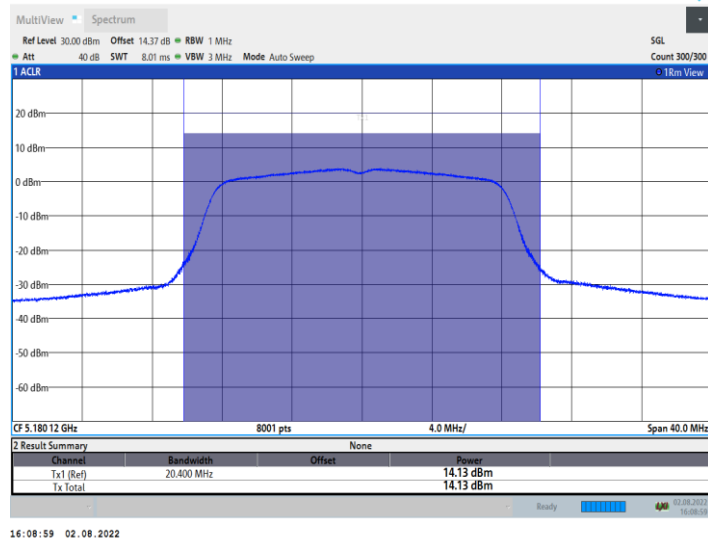 MultiView Spectrum
Ref Level 30.00 dBm Offset 14.37 dB RBW 1 MHz SGL
Att 40 dB SWT 8.01 ms VBW 3 MHz Mode Auto Sweep Count 300/300
1 ACLR 1Rm View
20 dBm
10 dBm
0 dBm
-10 dBm
-20 dBm
-30 dBm
-40 dBm
-50 dBm
-60 dBm
CF 5.180 12 GHz 8001 pts 4.0 MHz/ Span 40.0 MHz
2 Result Summary None
Channel Bandwidth Offset Power
Tx1 (Ref) 20.400 MHz 14.13 dBm
Tx Total 14.13 dBm
Ready 02.08.2022
16:08:59
16:08:59 02.08.2022